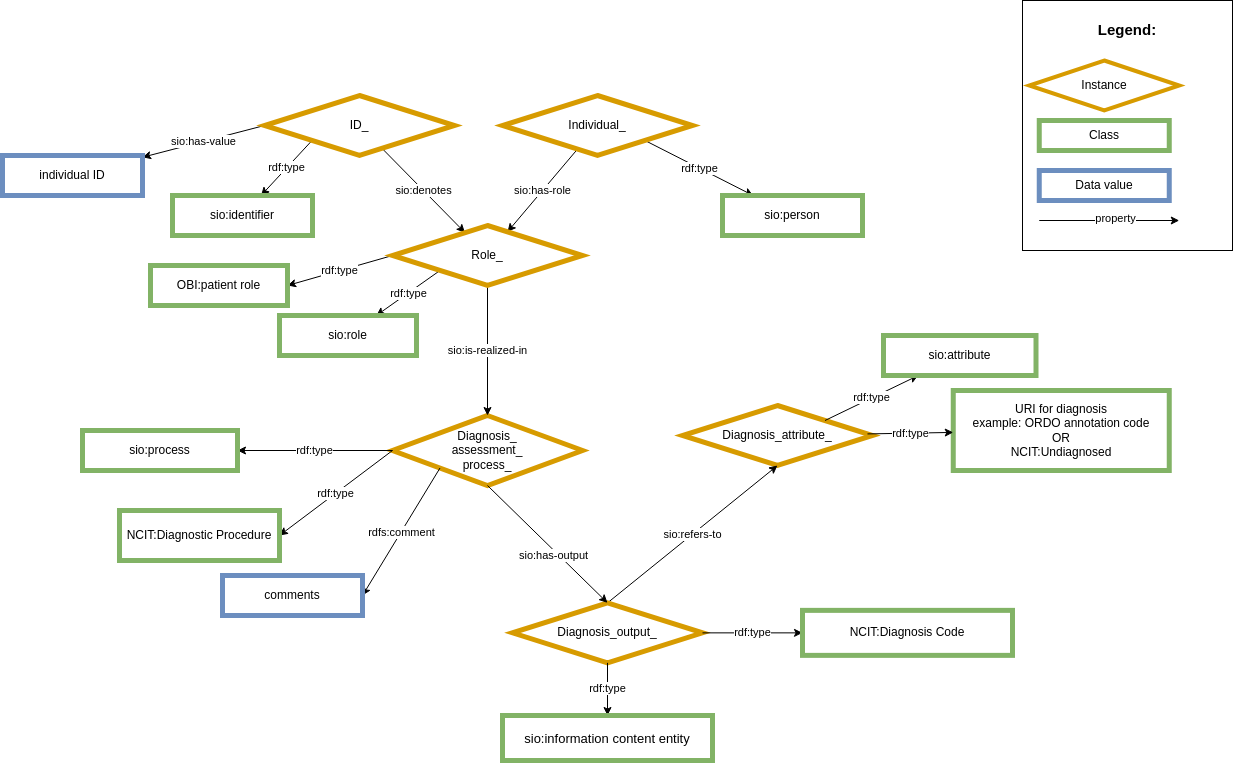 Legend:
Instance
Class
Data value
property
ID_
Individual_
sio:has-value
individual ID
rdf:type
sio:identifier
sio:denotes
sio:has-role
rdf:type
sio:person
Role_
rdf:type
OBI:patient role
rdf:type
sio:role
sio:is-realized-in
Diagnosis_
assessment_
process_
rdf:type
sio:process
rdf:type
NCIT:Diagnostic Procedure
rdfs:comment
comments
sio:has-output
sio:refers-to
Diagnosis_attribute_
rdf:type
sio:attribute
rdf:type
URI for diagnosis
example: ORDO annotation code
OR
NCIT:Undiagnosed
Diagnosis_output_
rdf:type
NCIT:Diagnosis Code
rdf:type
sio:information content entity